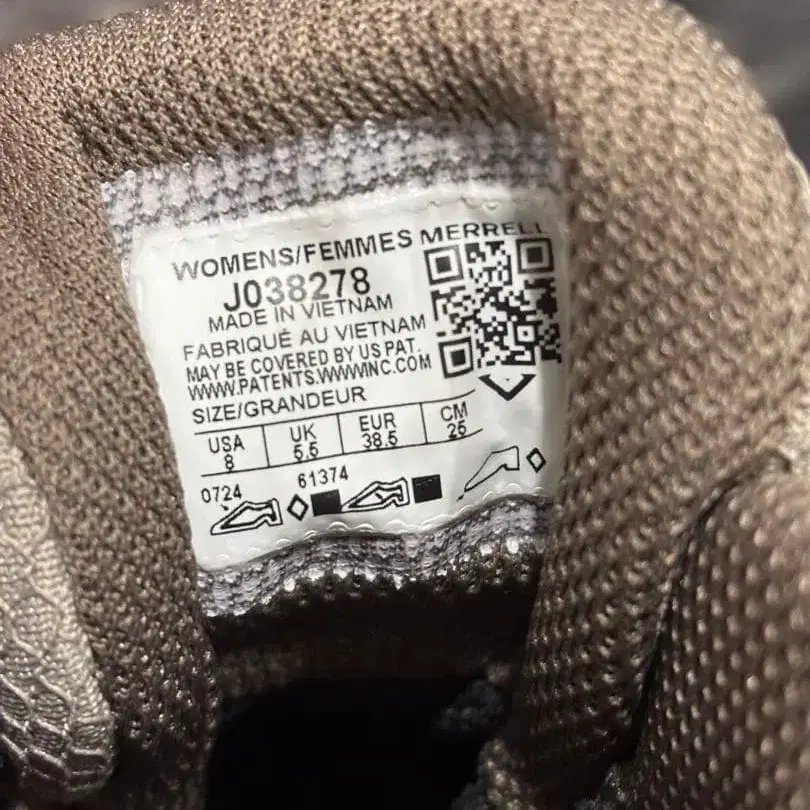 WOMENS/FEMMES MERRELL
J038278
MADE IN VIETNAM
FABRIQUÉ AU VIETNAM
MAY BE COVERED BY US PAT.
WWW.PATENTS.WWWINC.COM
SIZE/GRANDEUR
USA UK EUR CM
8 5.5 38.5 25
0724 61374